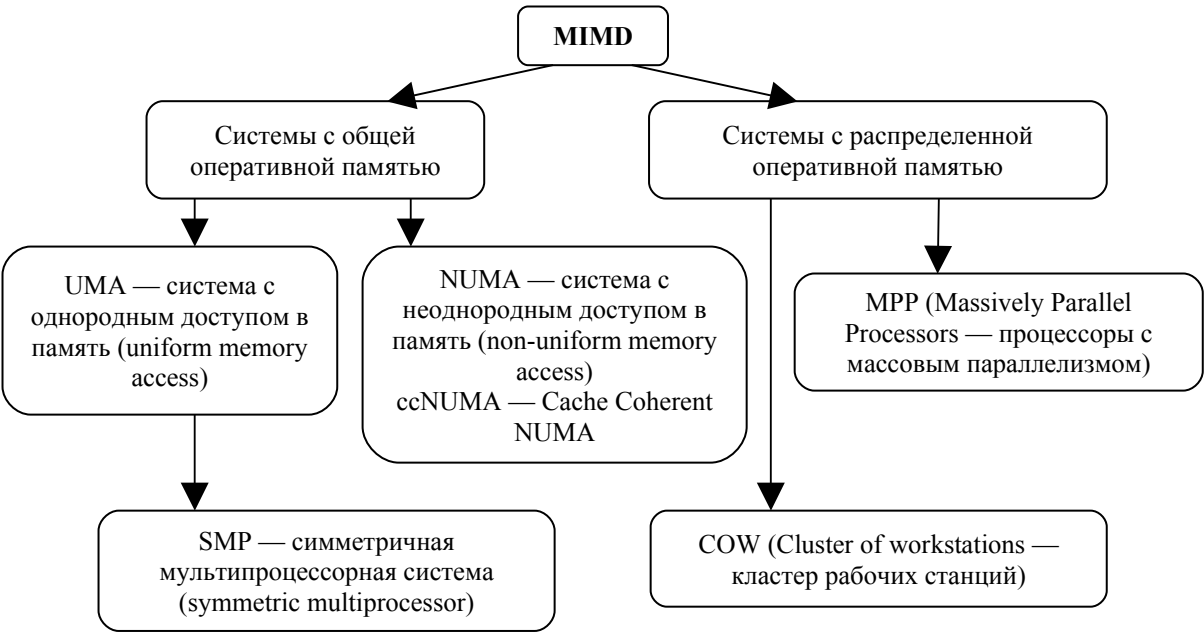 MIMD
Системы с общей
оперативной памятью
Системы с распределенной
оперативной памятью
UMA — система с
однородным доступом в
память (uniform memory
access)
NUMA — система с
неоднородным доступом в
память (non-uniform memory
access)
ccNUMA — Cache Coherent
NUMA
MPP (Massively Parallel
Processors — процессоры с
массовым параллелизмом)
SMP — симметричная
мультипроцессорная система
(symmetric multiprocessor)
COW (Cluster of workstations —
кластер рабочих станций)